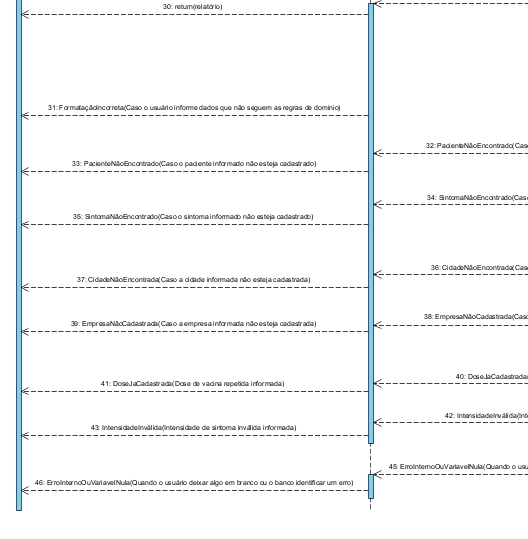 30: return(relatório)
31: FormataçãoIncorreta(Caso o usuário informe dados que não seguem as regras de domínio)
32: PacienteNãoEncontrado(Caso
33: PacienteNãoEncontrado(Caso o paciente informado não esteja cadastrado)
34: SintomaNãoEncontrado(Caso
35: SintomaNãoEncontrado(Caso o sintoma informado não esteja cadastrado)
36: CidadeNãoEncontrada(Caso
37: CidadeNãoEncontrada(Caso a cidade informada não esteja cadastrada)
38: EmpresaNãoCadastrada(Caso
39: EmpresaNãoCadastrada(Caso a empresa informada não esteja cadastrada)
40: DoseJaCadastrada(
41: DoseJaCadastrada(Dose de vacina repetida informada)
42: IntensidadeInválida(Inte
43: IntensidadeInválida(Intensidade de sintoma inválida informada)
45: ErroInternoOuVariavelNula(Quando o usu
46: ErroInternoOuVariavelNula(Quando o usuário deixar algo em branco ou o banco identificar um erro)